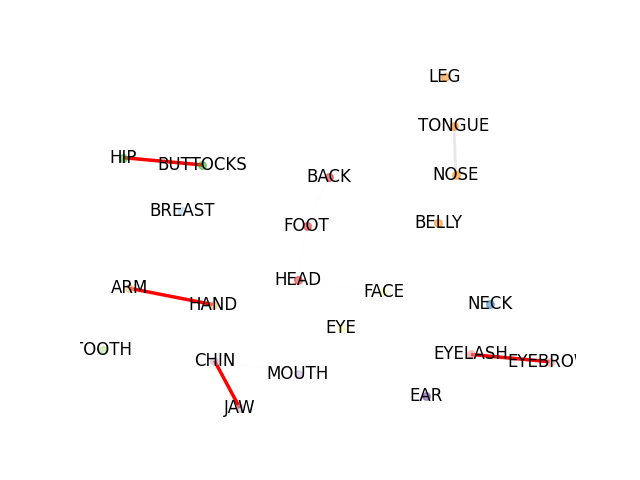 LEG
TONGUE
HIP
BUTTOCKS
BACK
NOSE
BREAST
FOOT
BELLY
HEAD
ARM
FACE
HAND
NECK
EYE
TOOTH
CHIN
EYELASH
EYEBROW
MOUTH
EAR
JAW